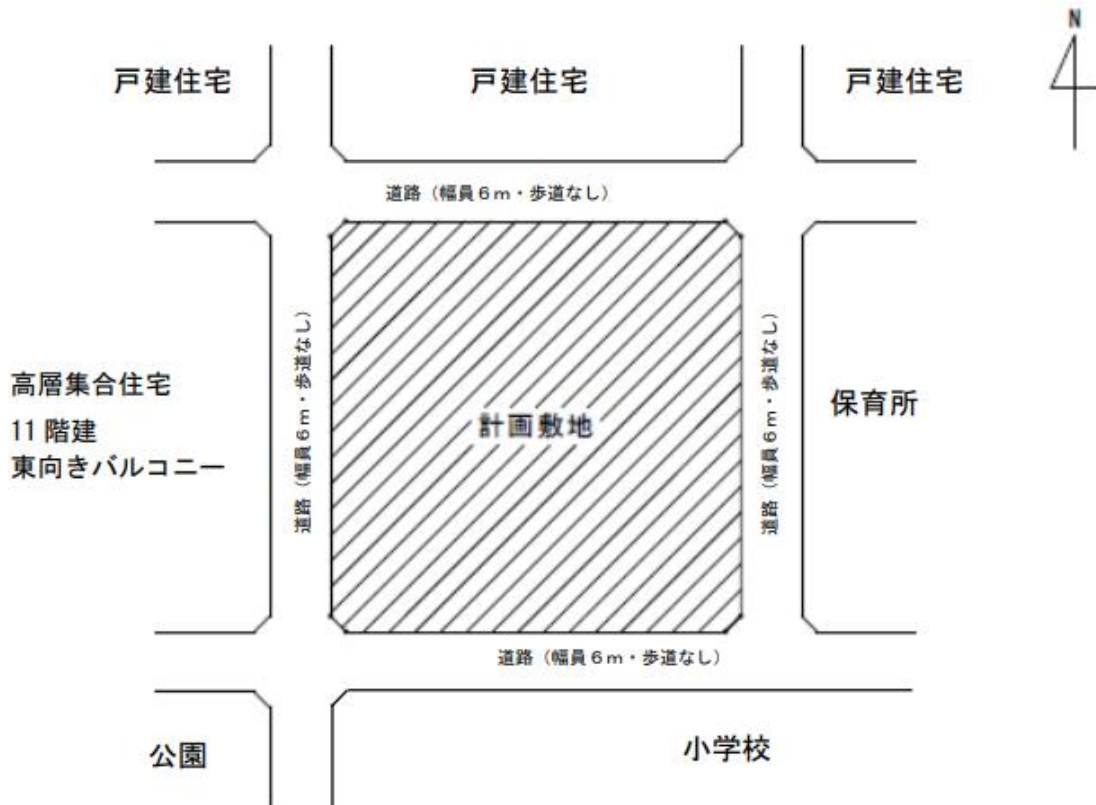 N
戸建住宅
戸建住宅
戸建住宅
道路（幅員６ｍ・歩道なし）
高層集合住宅
11 階建
東向きバルコニー
道路（幅員６ｍ・歩道なし）
計画敷地
道路（幅員６ｍ・歩道なし）
保育所
道路（幅員６ｍ・歩道なし）
公園
小学校